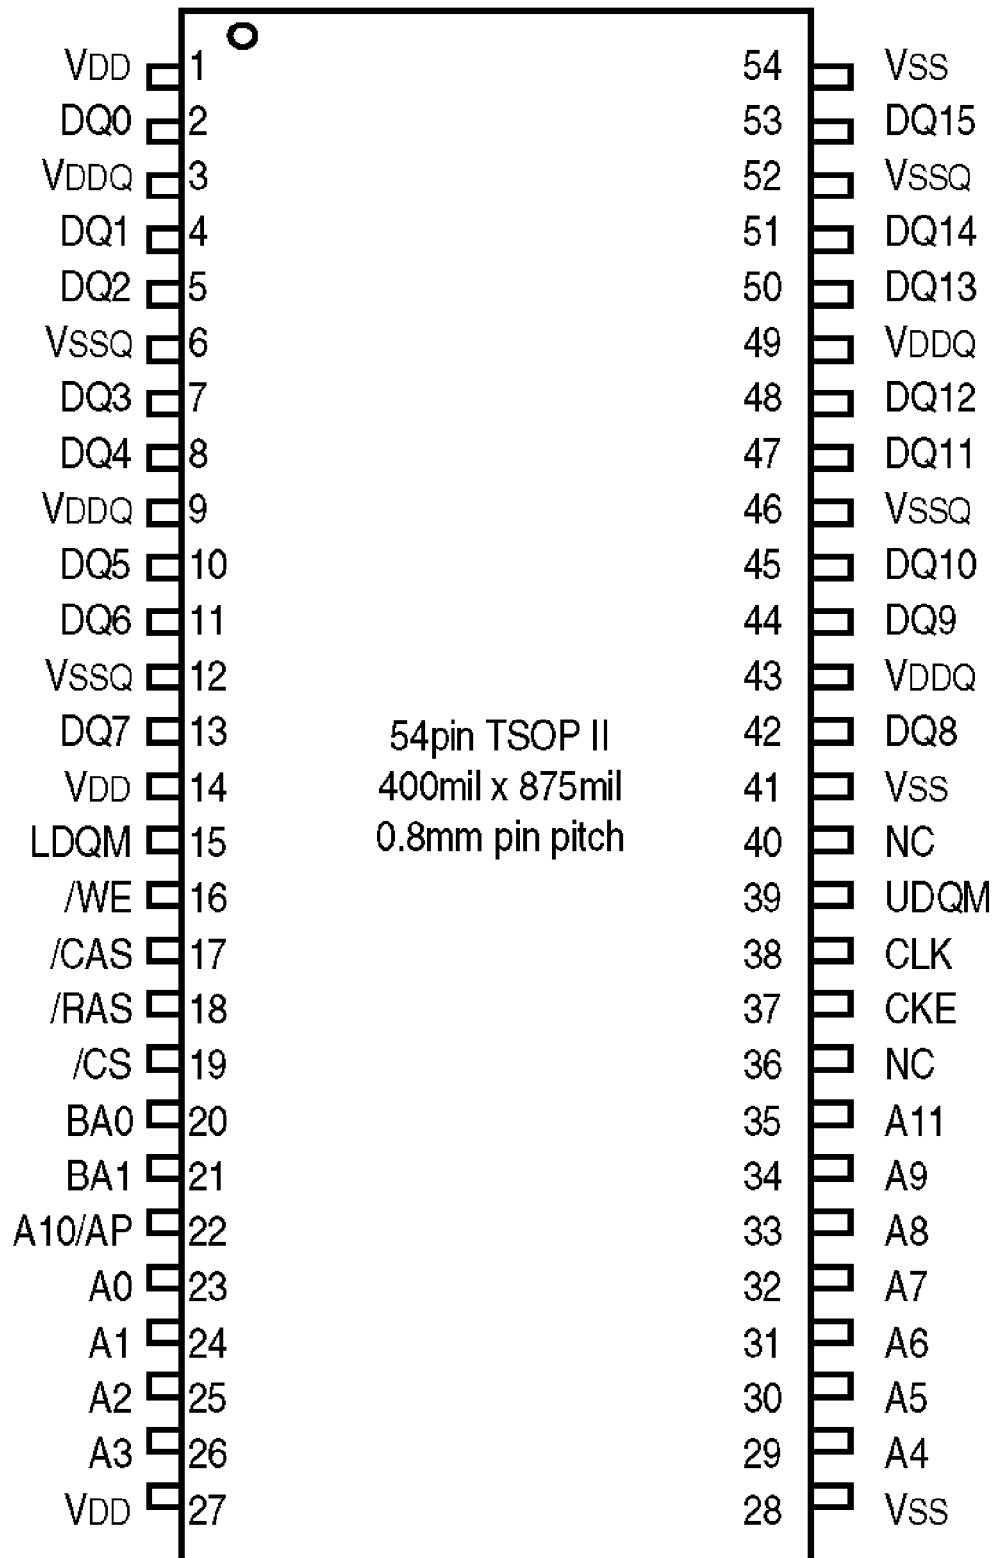 VDD 1 54 VSS
DQ0 2 53 DQ15
VDDQ 3 52 VSSQ
DQ1 4 51 DQ14
DQ2 5 50 DQ13
VSSQ 6 49 VDDQ
DQ3 7 48 DQ12
DQ4 8 47 DQ11
VDDQ 9 46 VSSQ
DQ5 10 45 DQ10
DQ6 11 44 DQ9
VSSQ 12 43 VDDQ
DQ7 13 42 DQ8
54pin TSOP II
VDD 14 41 VSS
400mil x 875mil
LDQM 15 40 NC
0.8mm pin pitch
/WE 16 39 UDQM
/CAS 17 38 CLK
/RAS 18 37 CKE
/CS 19 36 NC
BA0 20 35 A11
BA1 21 34 A9
A10/AP 22 33 A8
A0 23 32 A7
A1 24 31 A6
A2 25 30 A5
A3 26 29 A4
VDD 27 28 VSS